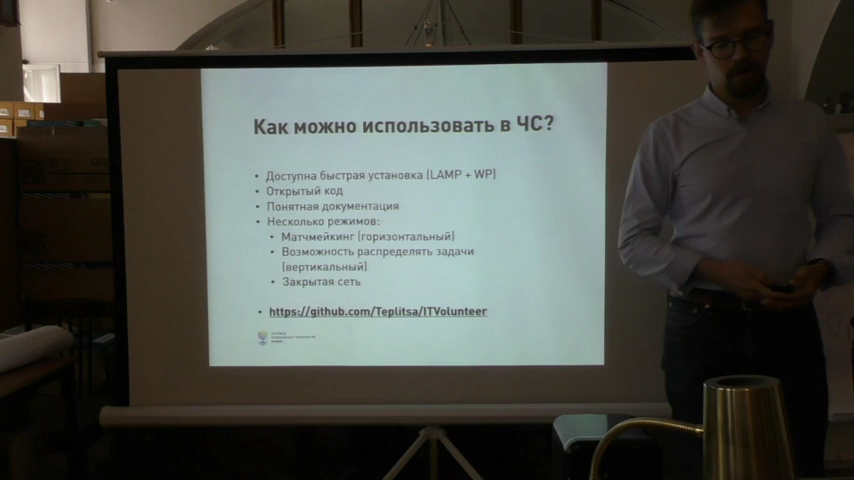 Как можно использовать в ЧС?
• Доступна быстрая установка (LAMP + WP)
• Открытый код
• Понятная документация
• Несколько режимов:
• Матчмейкинг (горизонтальный)
• Возможность распределять задачи
(вертикальный)
• Закрытая сеть
• https://github.com/Teplitsa/ITVolunteer